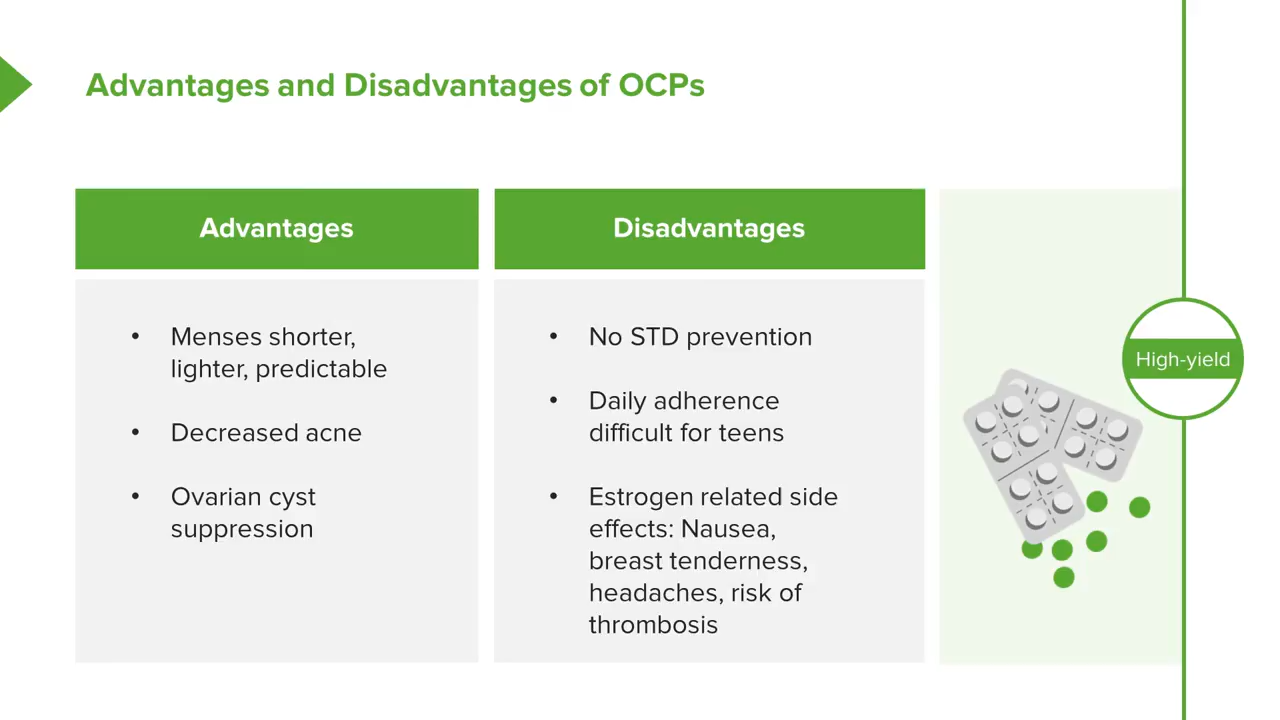 Advantages and Disadvantages of OCPs
Advantages
• Menses shorter,
lighter, predictable
• Decreased acne
• Ovarian cyst
suppression
Disadvantages
• No STD prevention
• Daily adherence
difficult for teens
• Estrogen related side
effects: Nausea,
breast tenderness,
headaches, risk of
thrombosis
High-yield